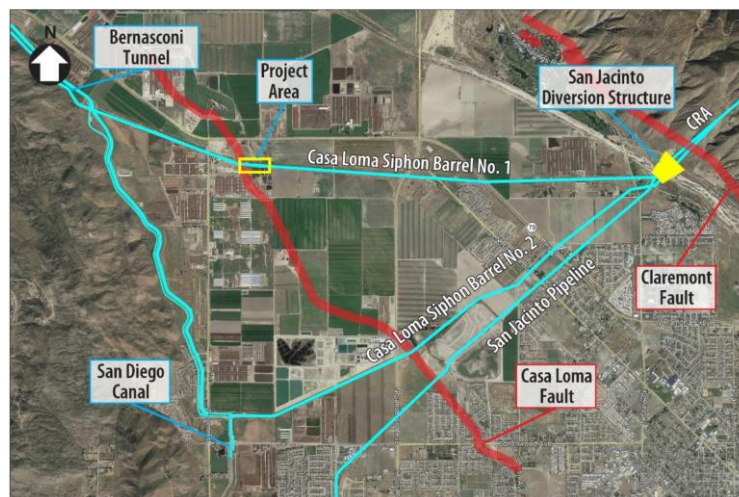 N
Bernasconi
Tunnel
Project
Area
San Jacinto
Diversion Structure
CRA
Casa Loma Siphon Barrel No. 1
79
Casa Loma Siphon Barrel No. 2
San Jacinto Pipeline
Claremont
Fault
San Diego
Canal
Casa Loma
Fault